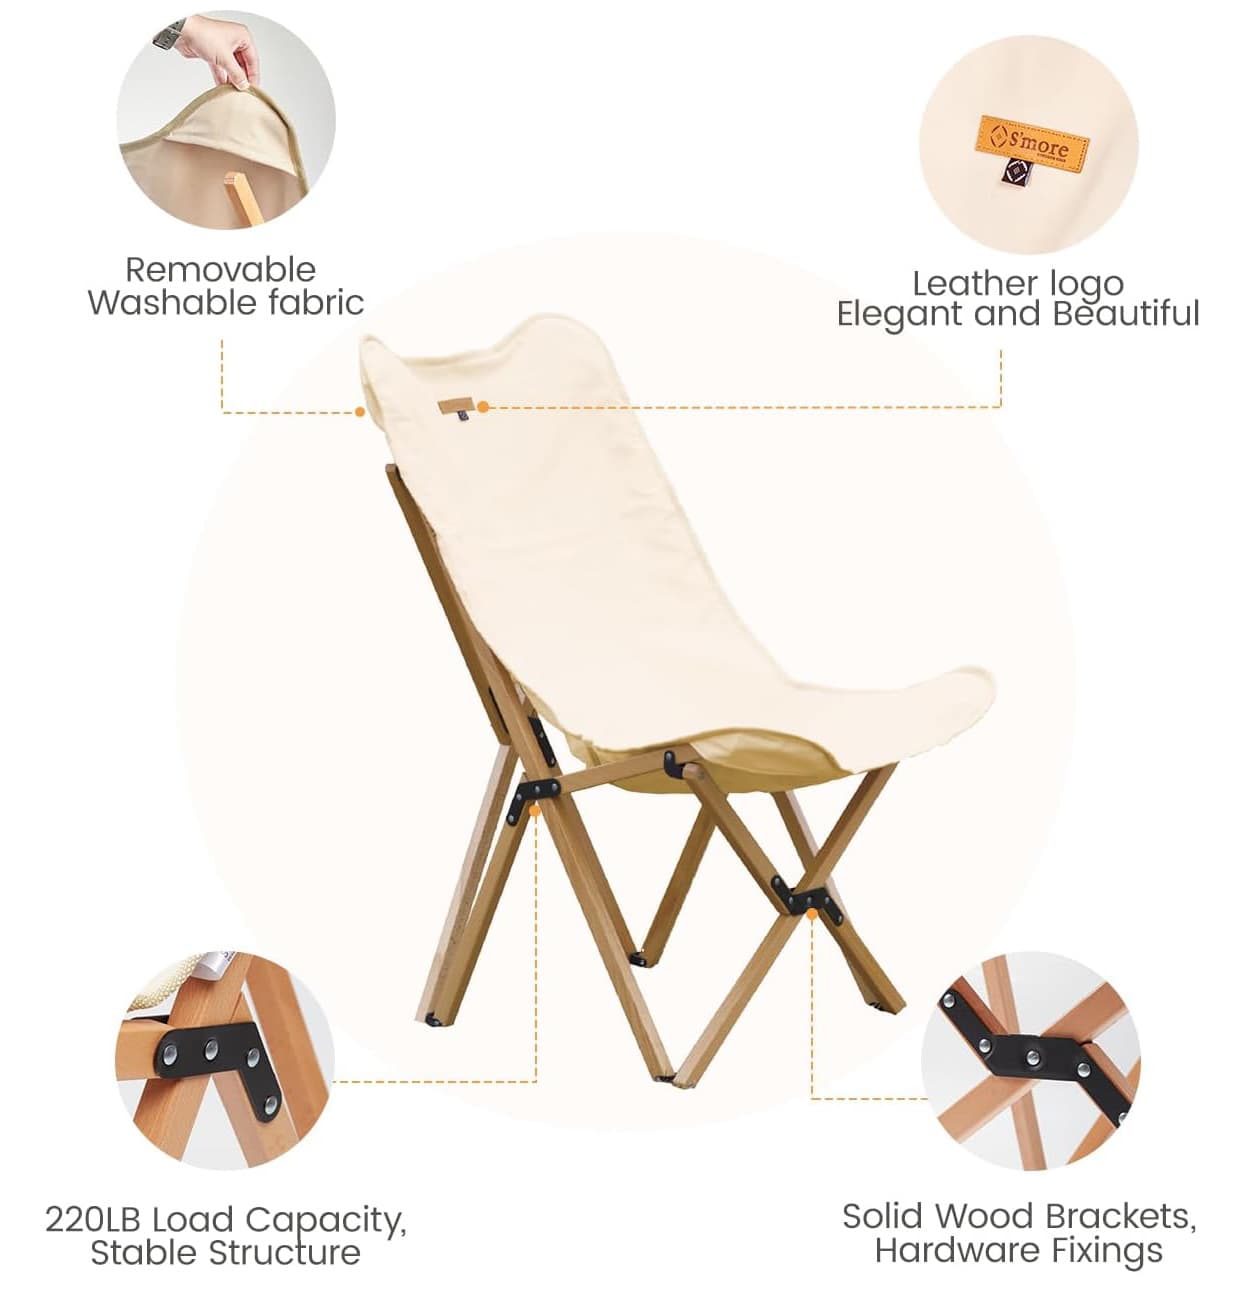 S'more
Removable
Washable fabric
Leather logo
Elegant and Beautiful
220LB Load Capacity,
Stable Structure
Solid Wood Brackets,
Hardware Fixings